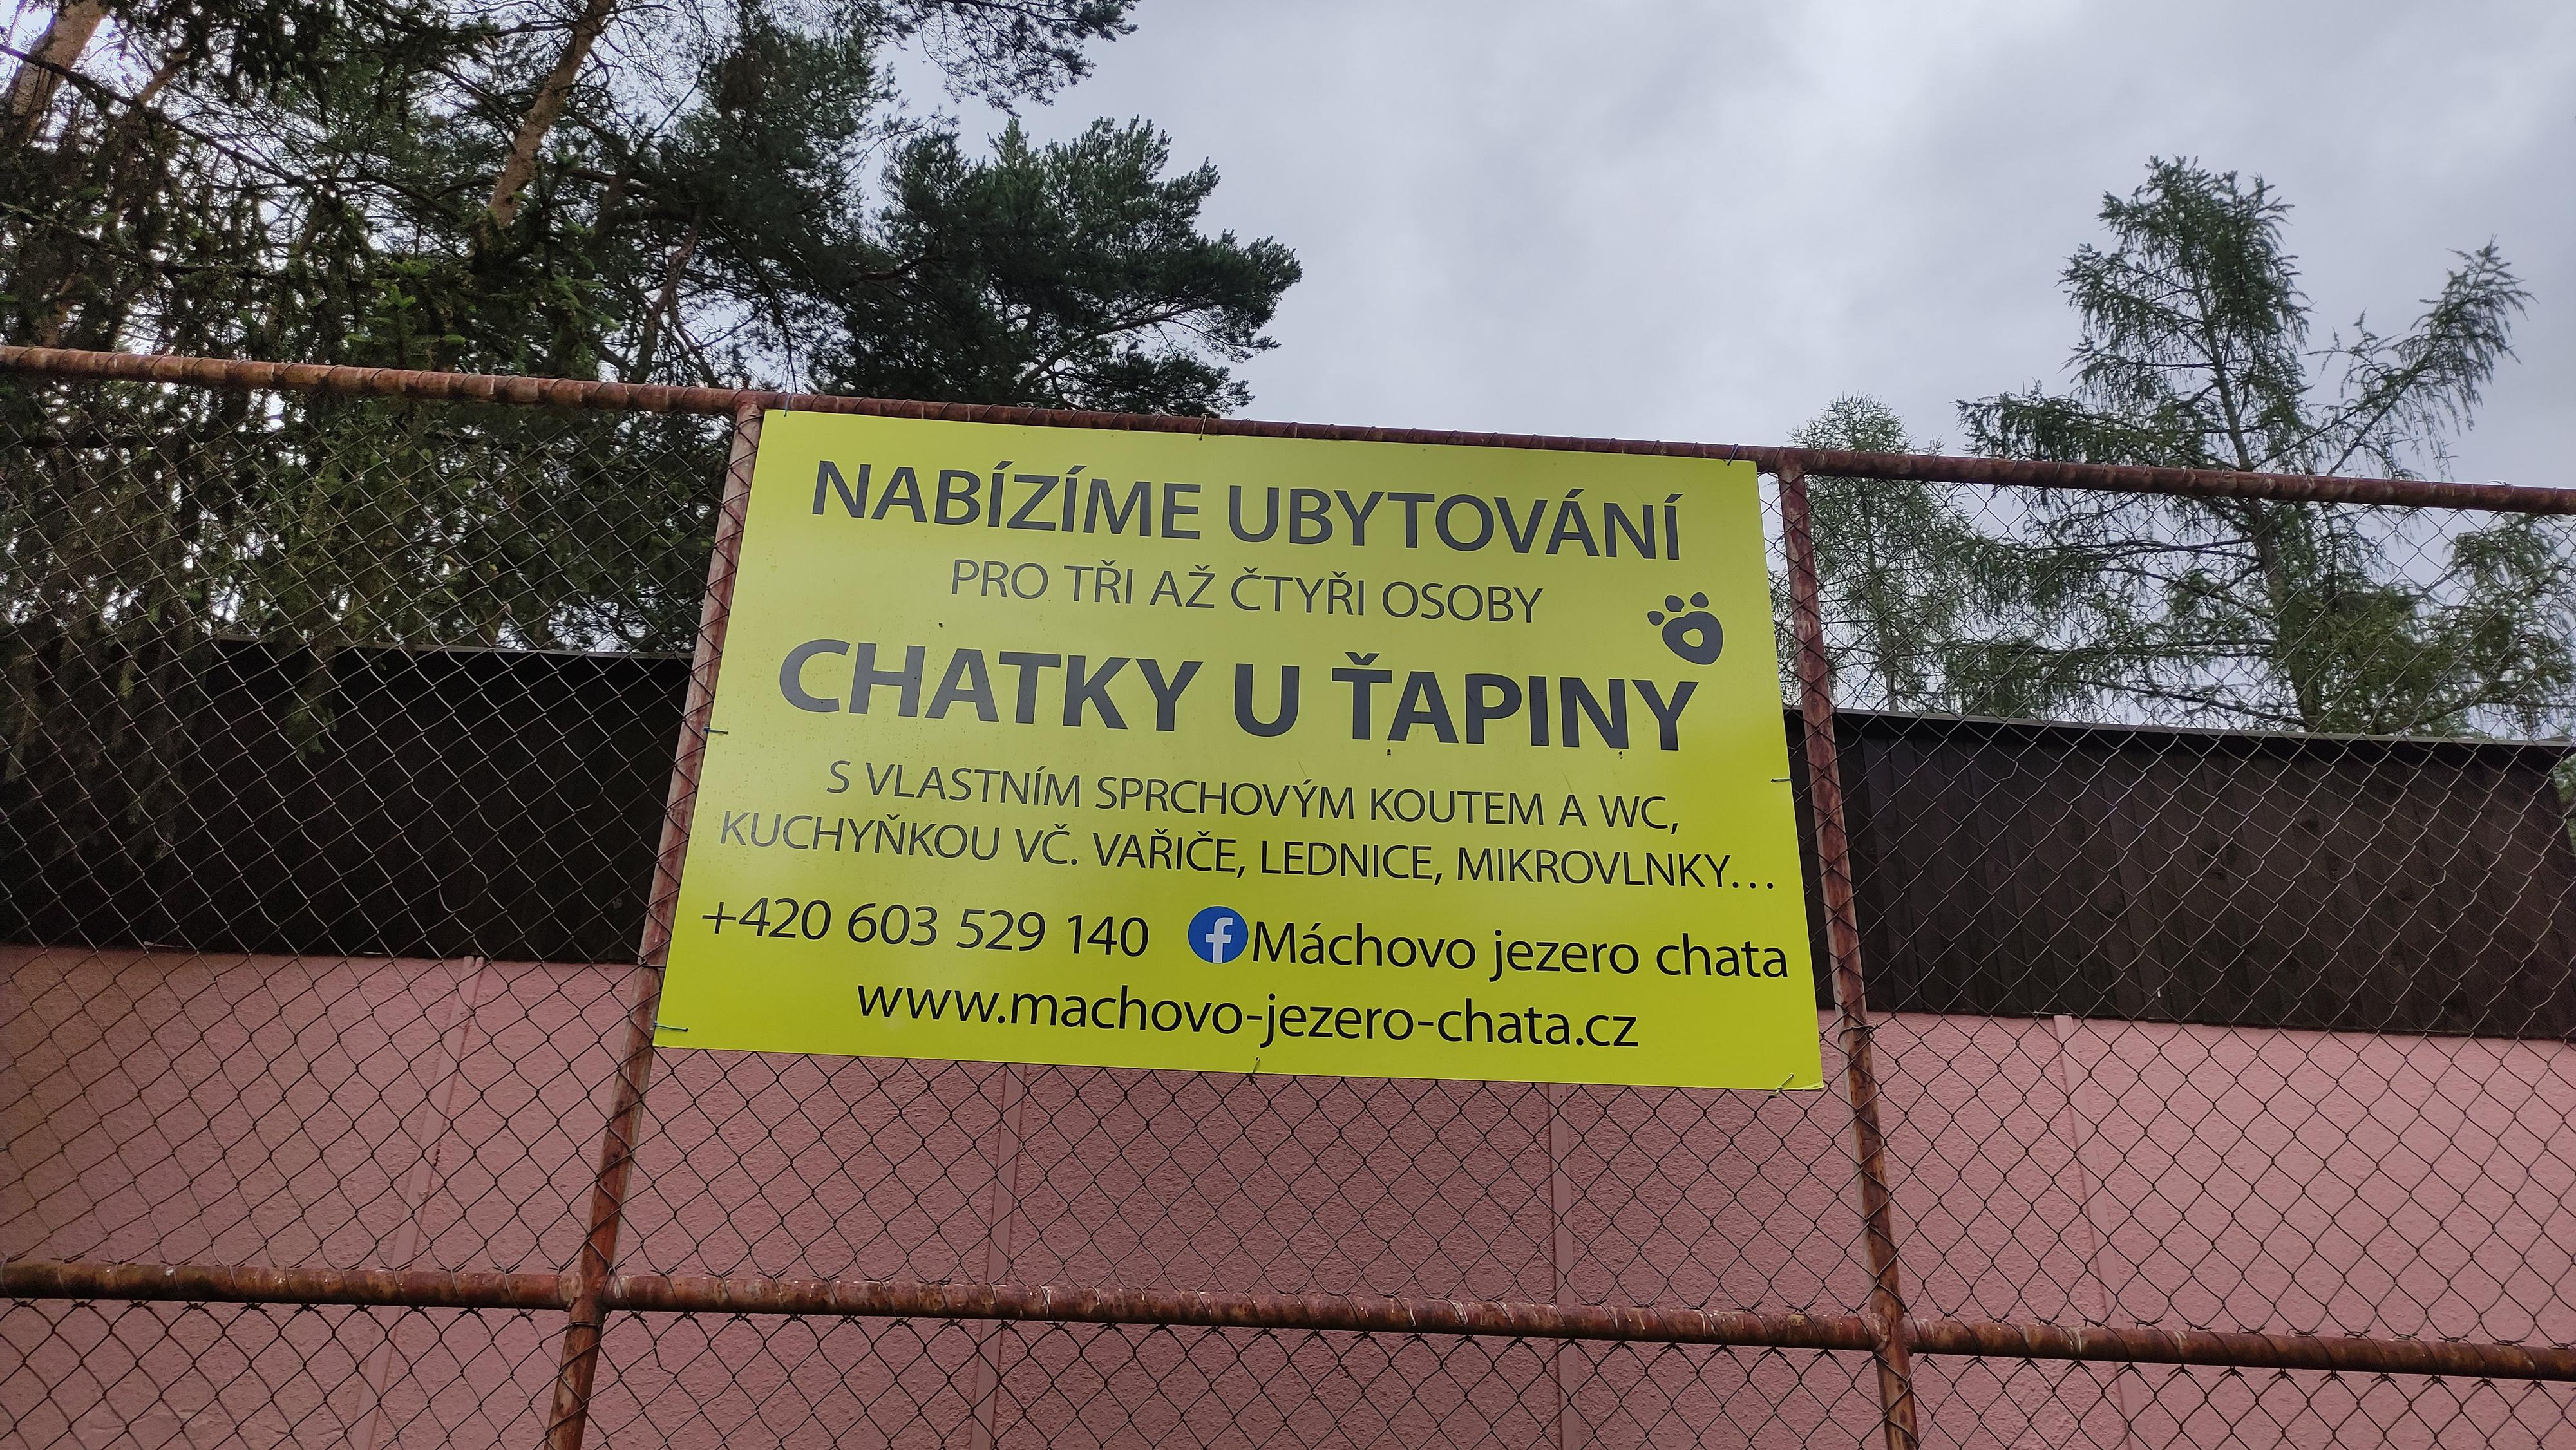 NABÍZÍME UBYTOVÁNÍ
PRO TŘI AŽ ČTYŘI OSOBY
CHATKY U ŤAPINY
S VLASTNÍM SPRCHOVÝM KOUTEM A WC,
KUCHYŇKOU VČ. VAŘIČE, LEDNICE, MIKROVLNKY...
+420 603 529 140 f Máchovo jezero chata
www.machovo-jezero-chata.cz